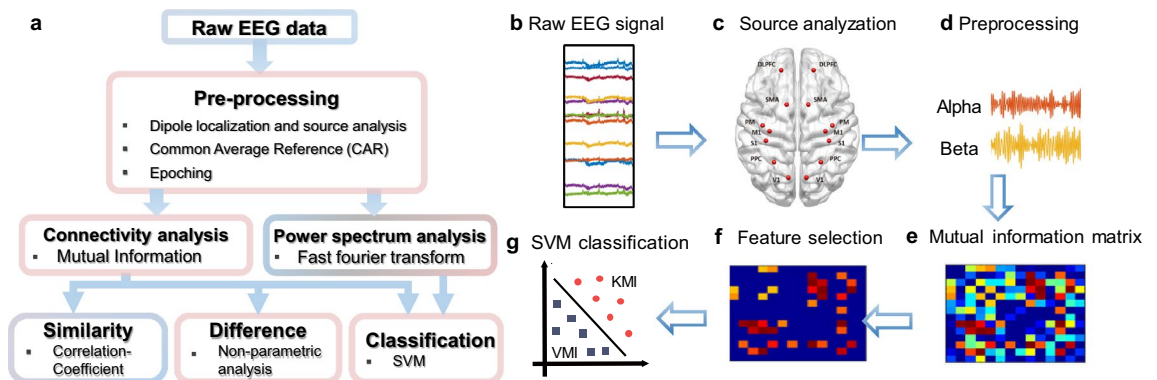 a
Raw EEG data
Pre-processing
▪ Dipole localization and source analysis
▪ Common Average Reference (CAR)
▪ Epoching
Connectivity analysis
▪ Mutual Information
Power spectrum analysis
▪ Fast fourier transform
Similarity
▪ Correlation-
Coefficient
Difference
▪ Non-parametric
analysis
Classification
▪ SVM
b Raw EEG signal
c Source analyzation
DLPFC DLPFC
SMA SMA
PM PM
M1 M1
S1 S1
PPC PPC
V1 V1
d Preprocessing
Alpha
Beta
e Mutual information matrix
f Feature selection
g SVM classification
KMI
VMI